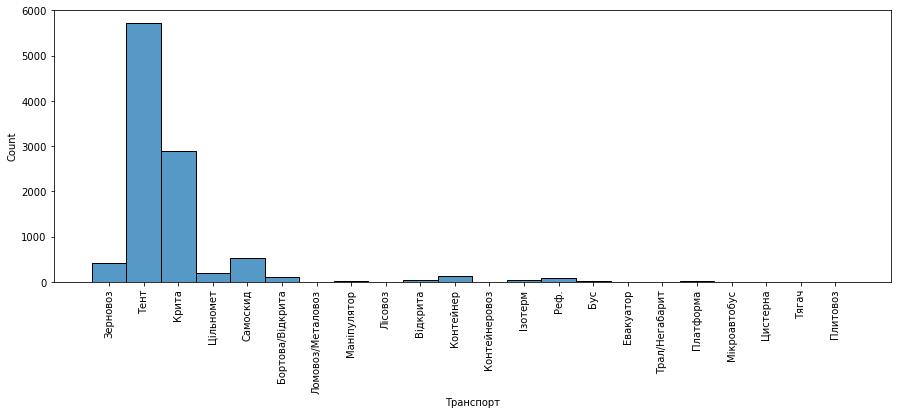 6000
5000
4000
3000
2000
1000
0
Count
Зерновоз
Тент
Крита
Цільномет
Самоскид
Бортова/Відкрита
Ломовоз/Металовоз
Маніпулятор
Лісовоз
Відкрита
Контейнер
Контейнеровоз
Ізотерм
Реф.
Бус
Евакуатор
Трал/Негабарит
Платформа
Мікроавтобус
Цистерна
Тягач
Плитовоз
Транспорт